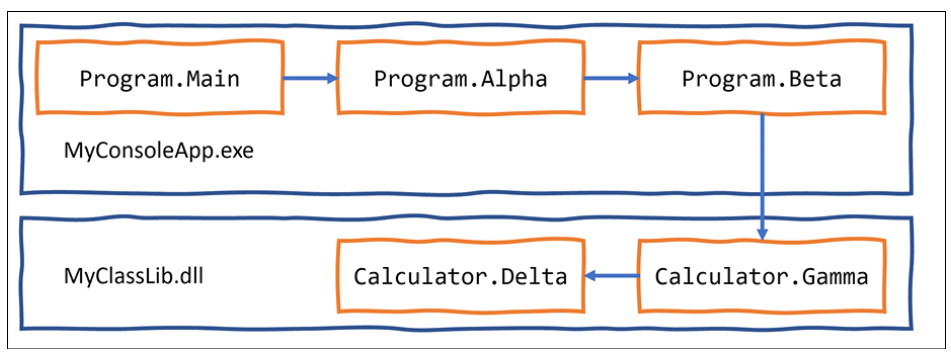 Program.Main
Program.Alpha
Program.Beta
MyConsoleApp.exe
MyClassLib.dll
Calculator.Delta
Calculator.Gamma